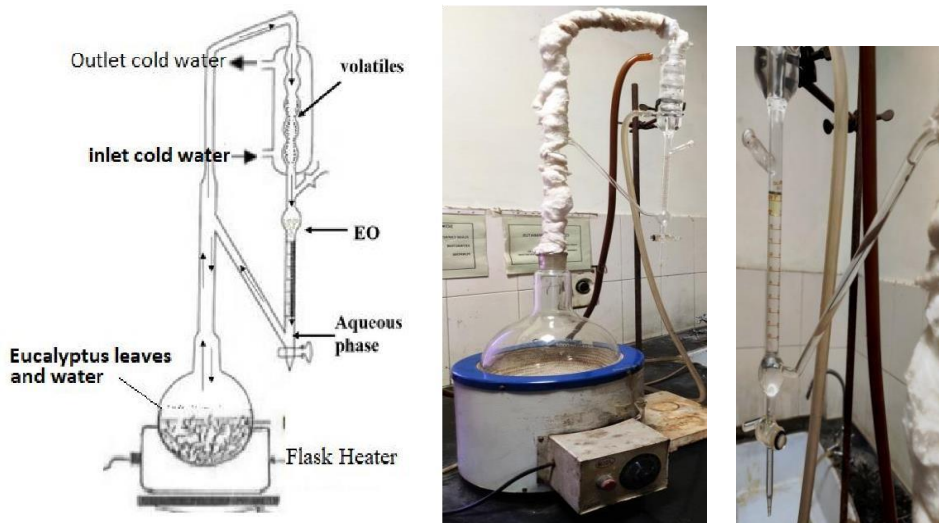 Outlet cold water
volatiles
inlet cold water
EO
Aqueous
phase
Eucalyptus leaves
and water
Flask Heater